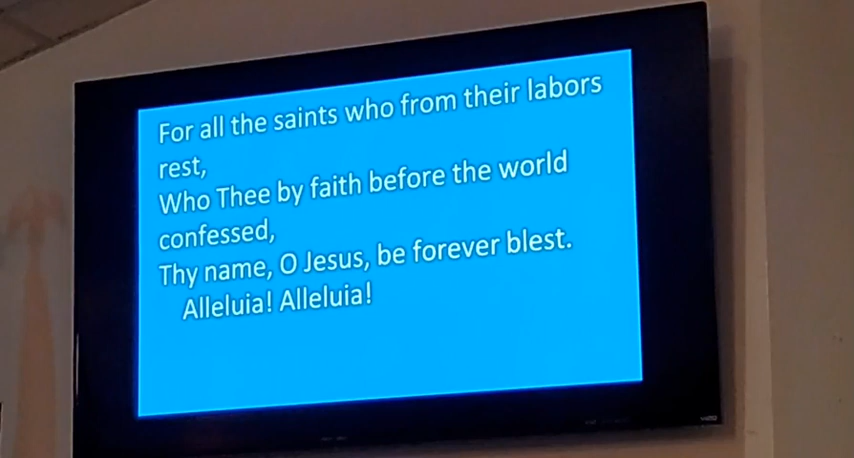 For all the saints who from their labors
rest,
Who Thee by faith before the world
confessed,
Thy name, O Jesus, be forever blest.
Alleluia! Alleluia!
VIZIO